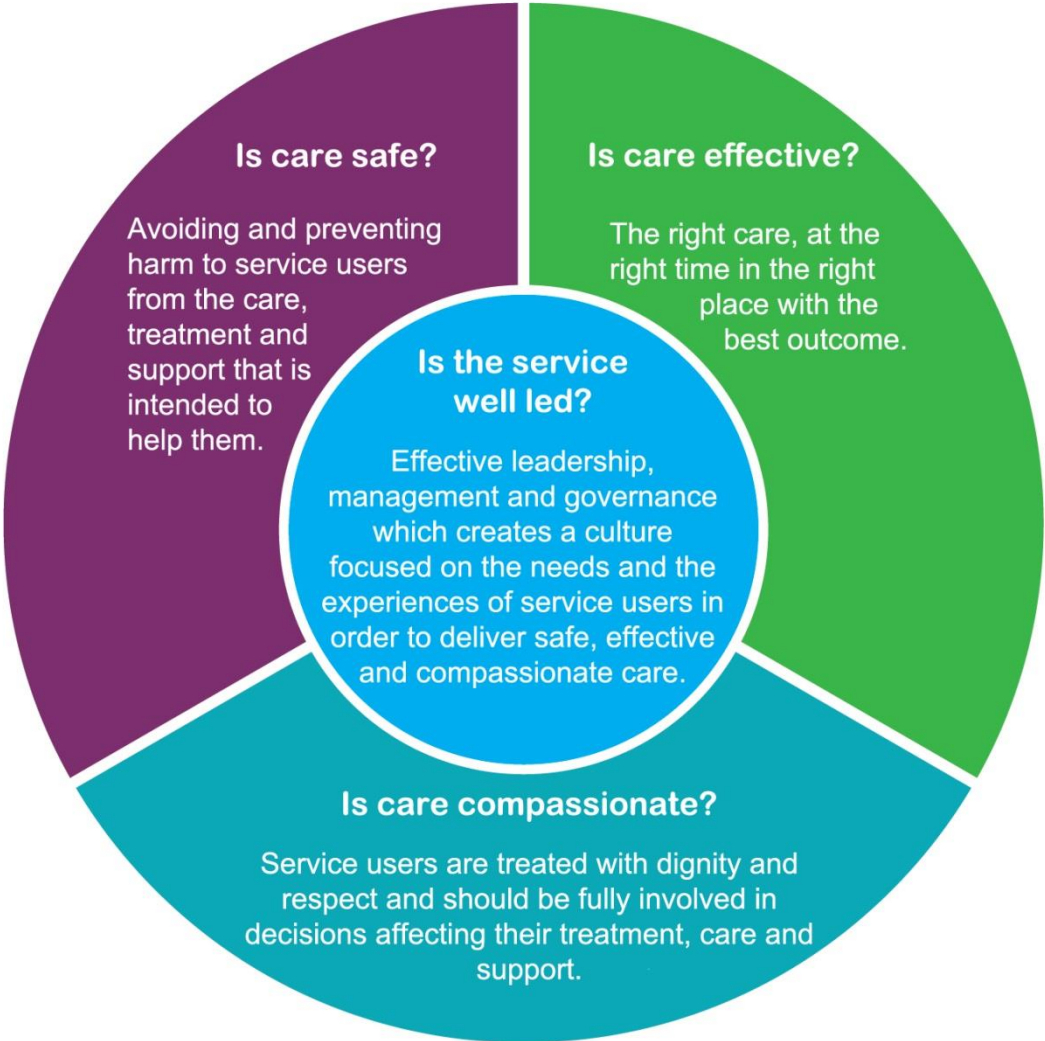 Is care safe?
Avoiding and preventing
harm to service users
from the care,
treatment and
support that is
intended to
help them.
Is care effective?
The right care, at the
right time in the right
place with the
best outcome.
Is the service
well led?
Effective leadership,
management and governance
which creates a culture
focused on the needs and the
experiences of service users in
order to deliver safe, effective
and compassionate care.
Is care compassionate?
Service users are treated with dignity and
respect and should be fully involved in
decisions affecting their treatment, care and
support.